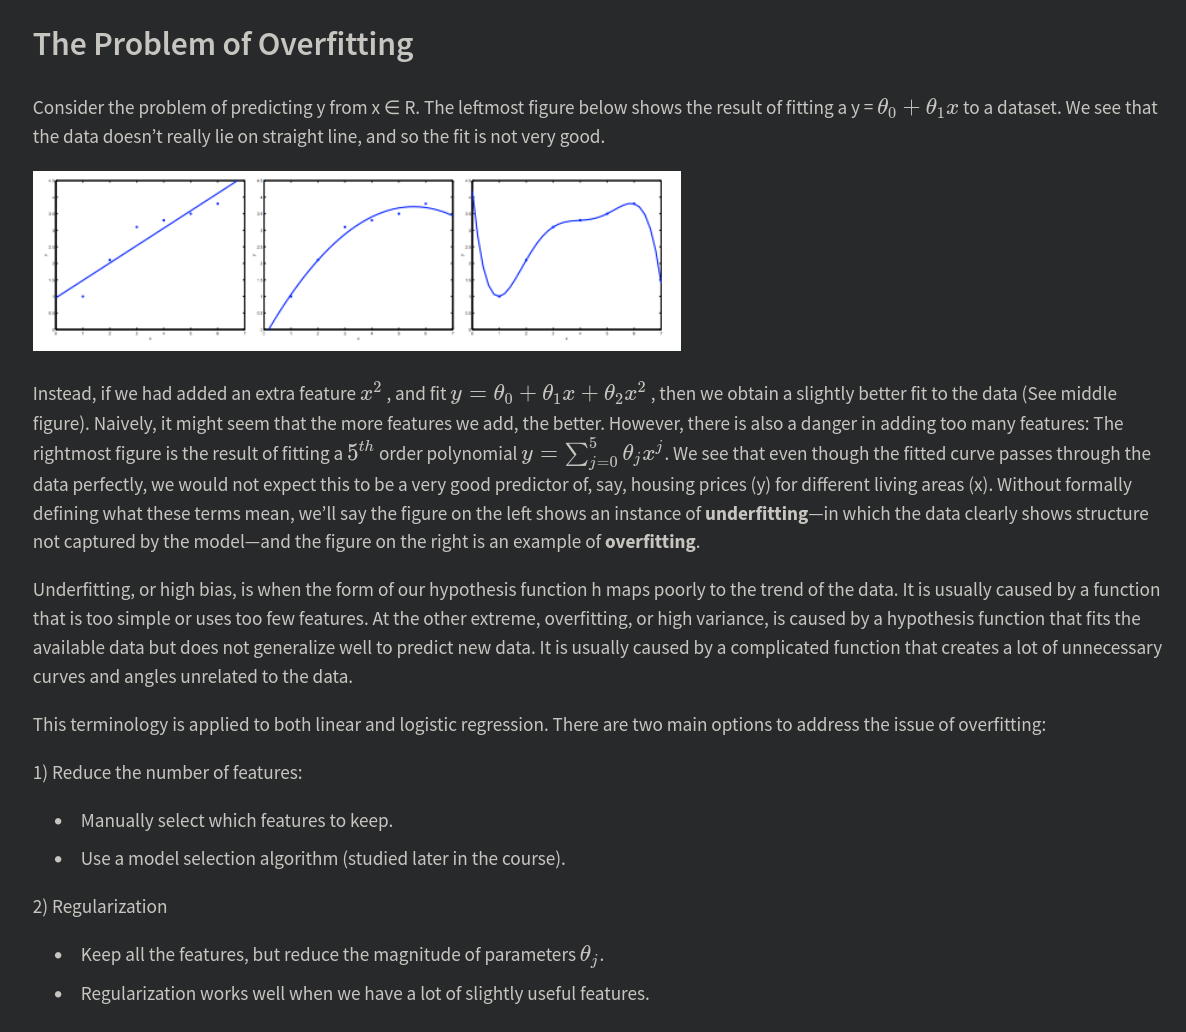 The Problem of Overfitting
Consider the problem of predicting y from x ∈ R. The leftmost figure below shows the result of fitting a y = θ₀ + θ₁x to a dataset. We see that
the data doesn’t really lie on straight line, and so the fit is not very good.
Instead, if we had added an extra feature x² , and fit y = θ₀ + θ₁x + θ₂x² , then we obtain a slightly better fit to the data (See middle
figure). Naively, it might seem that the more features we add, the better. However, there is also a danger in adding too many features: The
rightmost figure is the result of fitting a 5ᵗʰ order polynomial y = ∑⁵ⱼ₌₀ θⱼxʲ. We see that even though the fitted curve passes through the
data perfectly, we would not expect this to be a very good predictor of, say, housing prices (y) for different living areas (x). Without formally
defining what these terms mean, we’ll say the figure on the left shows an instance of underfitting—in which the data clearly shows structure
not captured by the model—and the figure on the right is an example of overfitting.
Underfitting, or high bias, is when the form of our hypothesis function h maps poorly to the trend of the data. It is usually caused by a function
that is too simple or uses too few features. At the other extreme, overfitting, or high variance, is caused by a hypothesis function that fits the
available data but does not generalize well to predict new data. It is usually caused by a complicated function that creates a lot of unnecessary
curves and angles unrelated to the data.
This terminology is applied to both linear and logistic regression. There are two main options to address the issue of overfitting:
1) Reduce the number of features:
• Manually select which features to keep.
• Use a model selection algorithm (studied later in the course).
2) Regularization
• Keep all the features, but reduce the magnitude of parameters θⱼ.
• Regularization works well when we have a lot of slightly useful features.